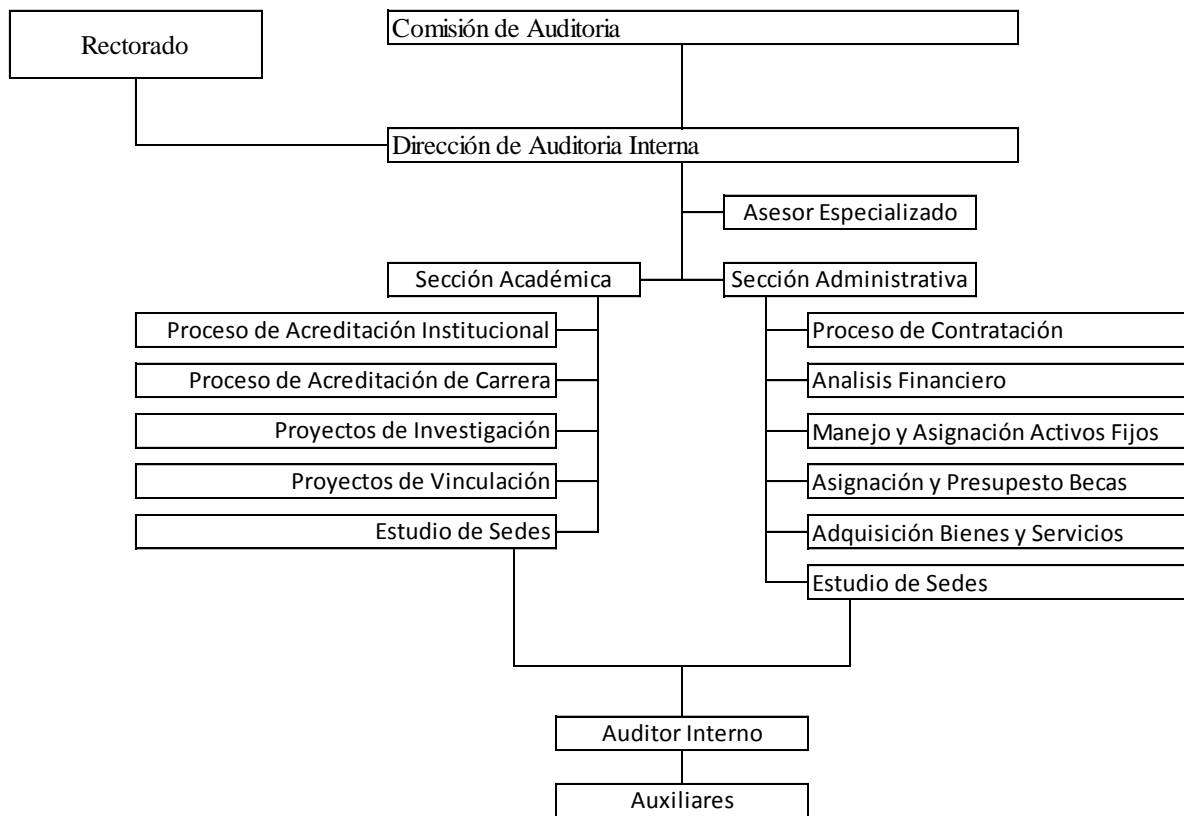 Rectorado
Comisión de Auditoria
Dirección de Auditoria Interna
Asesor Especializado
Sección Académica
Sección Administrativa
Proceso de Acreditación Institucional
Proceso de Contratación
Proceso de Acreditación de Carrera
Analisis Financiero
Proyectos de Investigación
Manejo y Asignación Activos Fijos
Proyectos de Vinculación
Asignación y Presupesto Becas
Estudio de Sedes
Adquisición Bienes y Servicios
Estudio de Sedes
Auditor Interno
Auxiliares